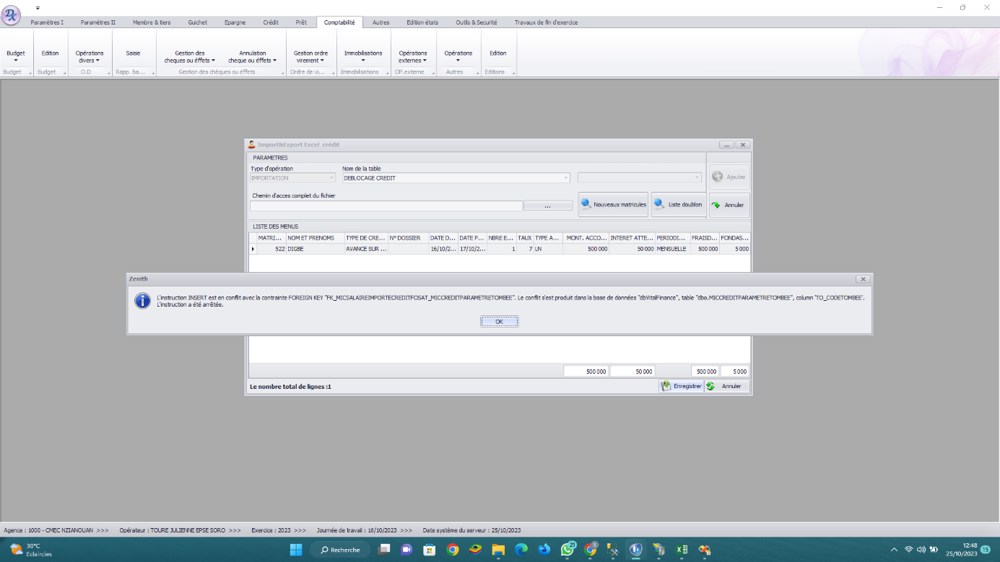 Paramètres I Paramètres II Membre & tiers Guichet Epargne Crédit Prêt Comptabilité Autres Edition états Outils & Securité Travaux de fin d'exercice
Budget Edition Opérations divers Saisie Gestion des cheques ou éffets Annulation cheque ou éffets Gestion ordre virement Immobilisations Opérations externes Opérations Edition
Budget Budget O.D Rapp. ba... Gestion des chèques ou éffets Ordre de vi... Immobilisations OP.externe Autres Editions
Import&Export Excel crédit
PARAMETRES
Type d'opération Nom de la table
IMPORTATION DEBLOCAGE CREDIT Ajouter
Chemin d'acces complet du fichier
... Nouveaux matricules Liste doublon Annuler
LISTE DES MENUS
MATRI... NOM ET PRENOMS TYPE DE CRE... N° DOSSIER DATE D... DATE P... NBRE E... TAUX TYPE A... MONT. ACCO... INTERET ATTE... PERIODI... FRAISD... FONDAS...
522 DIGBE AVANCE SUR ... 16/10/2... 17/10/2... 1 7 LN 500 000 50 000 MENSUELLE 500 000 5 000
Zenith
L'instruction INSERT est en conflit avec la contrainte FOREIGN KEY "FK_MICSALAIREIMPORTECREDITFOSAT_MICCREDITPARAMETRETOMBEE". Le conflit s'est produit dans la base de données "dbVitalFinance", table "dbo.MICCREDITPARAMETRETOMBEE", column 'TO_CODETOMBEE'.
L'instruction a été arrêtée.
OK
500 000 50 000 500 000 5 000
Le nombre total de lignes :1 Enregistrer Annuler
Agence : 1000 - CMEC NZIANOUAN >>> Opérateur : TOURE JULIENNE EPSE SORO >>> Exercice : 2023 >>> Journée de travail : 16/10/2023 >>> Date système du serveur : 25/10/2023
30°C
Eclaircies
Recherche
21
12:48
25/10/2023
15